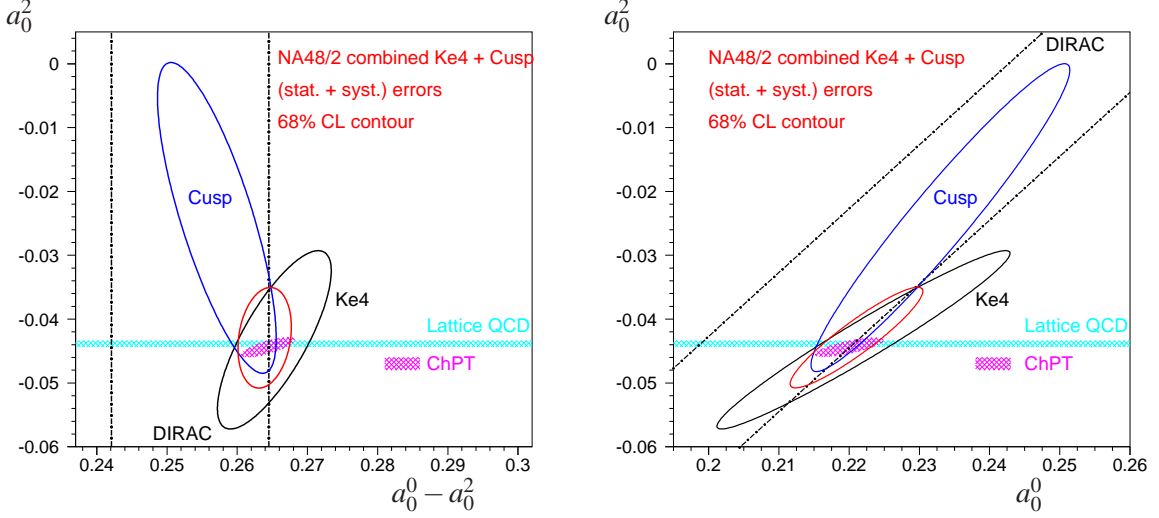 a_0^2
NA48/2 combined Ke4 + Cusp
(stat. + syst.) errors
68% CL contour
Cusp
Ke4
Lattice QCD
ChPT
DIRAC
0
-0.01
-0.02
-0.03
-0.04
-0.05
-0.06
0.24 0.25 0.26 0.27 0.28 0.29 0.3
a_0^0 − a_0^2
a_0^2
DIRAC
NA48/2 combined Ke4 + Cusp
(stat. + syst.) errors
68% CL contour
Cusp
Ke4
Lattice QCD
ChPT
0
-0.01
-0.02
-0.03
-0.04
-0.05
-0.06
0.2 0.21 0.22 0.23 0.24 0.25 0.26
a_0^0